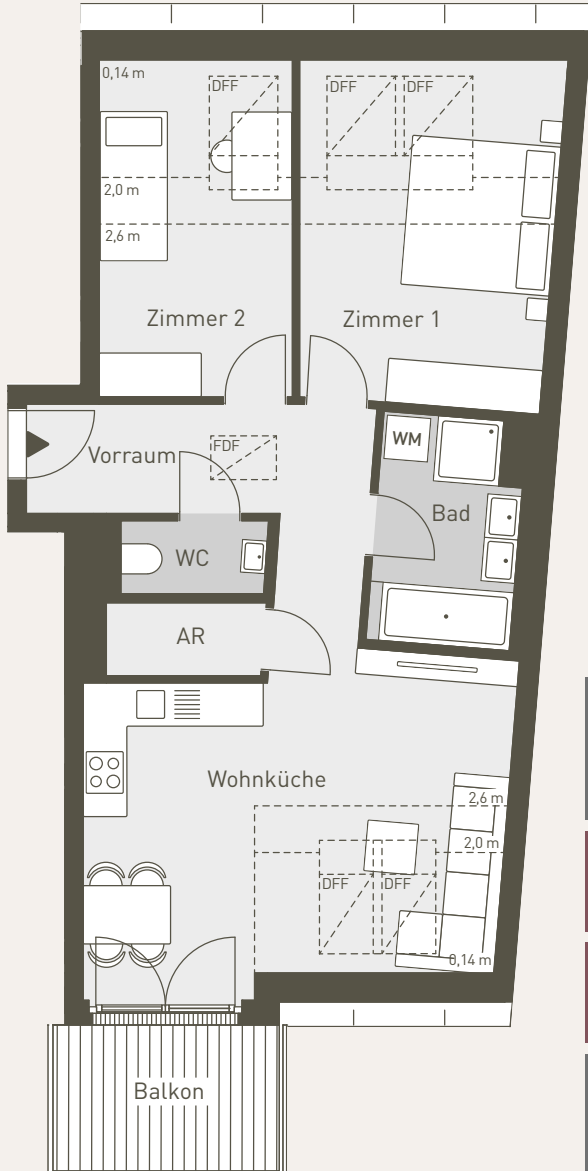 0,14 m
DFF
DFF
DFF
2,0 m
2,6 m
Zimmer 2
Zimmer 1
WM
Vorraum
FDF
Bad
WC
AR
Wohnküche
2,6 m
2,0 m
DFF
DFF
0,14 m
Balkon